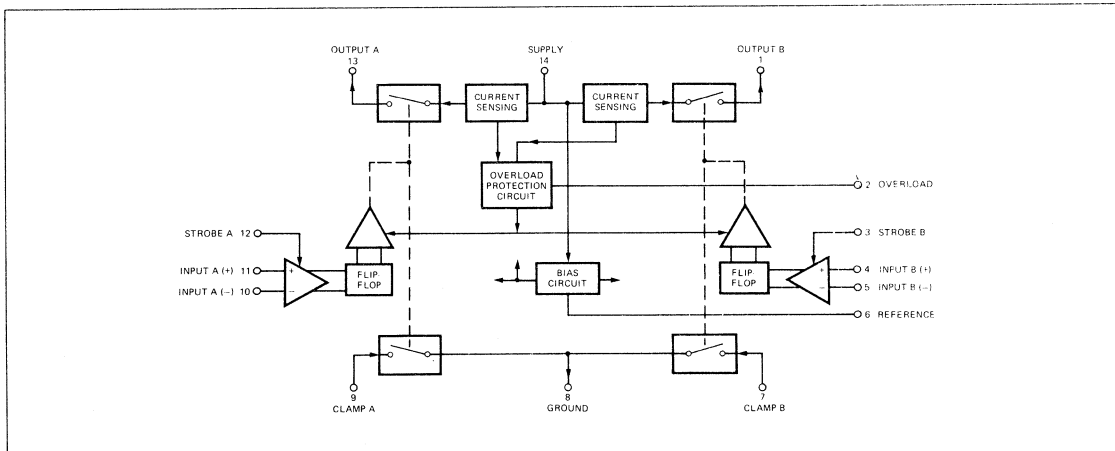 OUTPUT A
13
SUPPLY
14
OUTPUT B
1
CURRENT
SENSING
CURRENT
SENSING
OVERLOAD
PROTECTION
CIRCUIT
2 OVERLOAD
STROBE A 12
3 STROBE B
INPUT A (+) 11
+
FLIP-
FLOP
BIAS
CIRCUIT
FLIP-
FLOP
+
4 INPUT B (+)
INPUT A (−) 10
−
−
5 INPUT B (−)
6 REFERENCE
9
CLAMP A
8
GROUND
7
CLAMP B